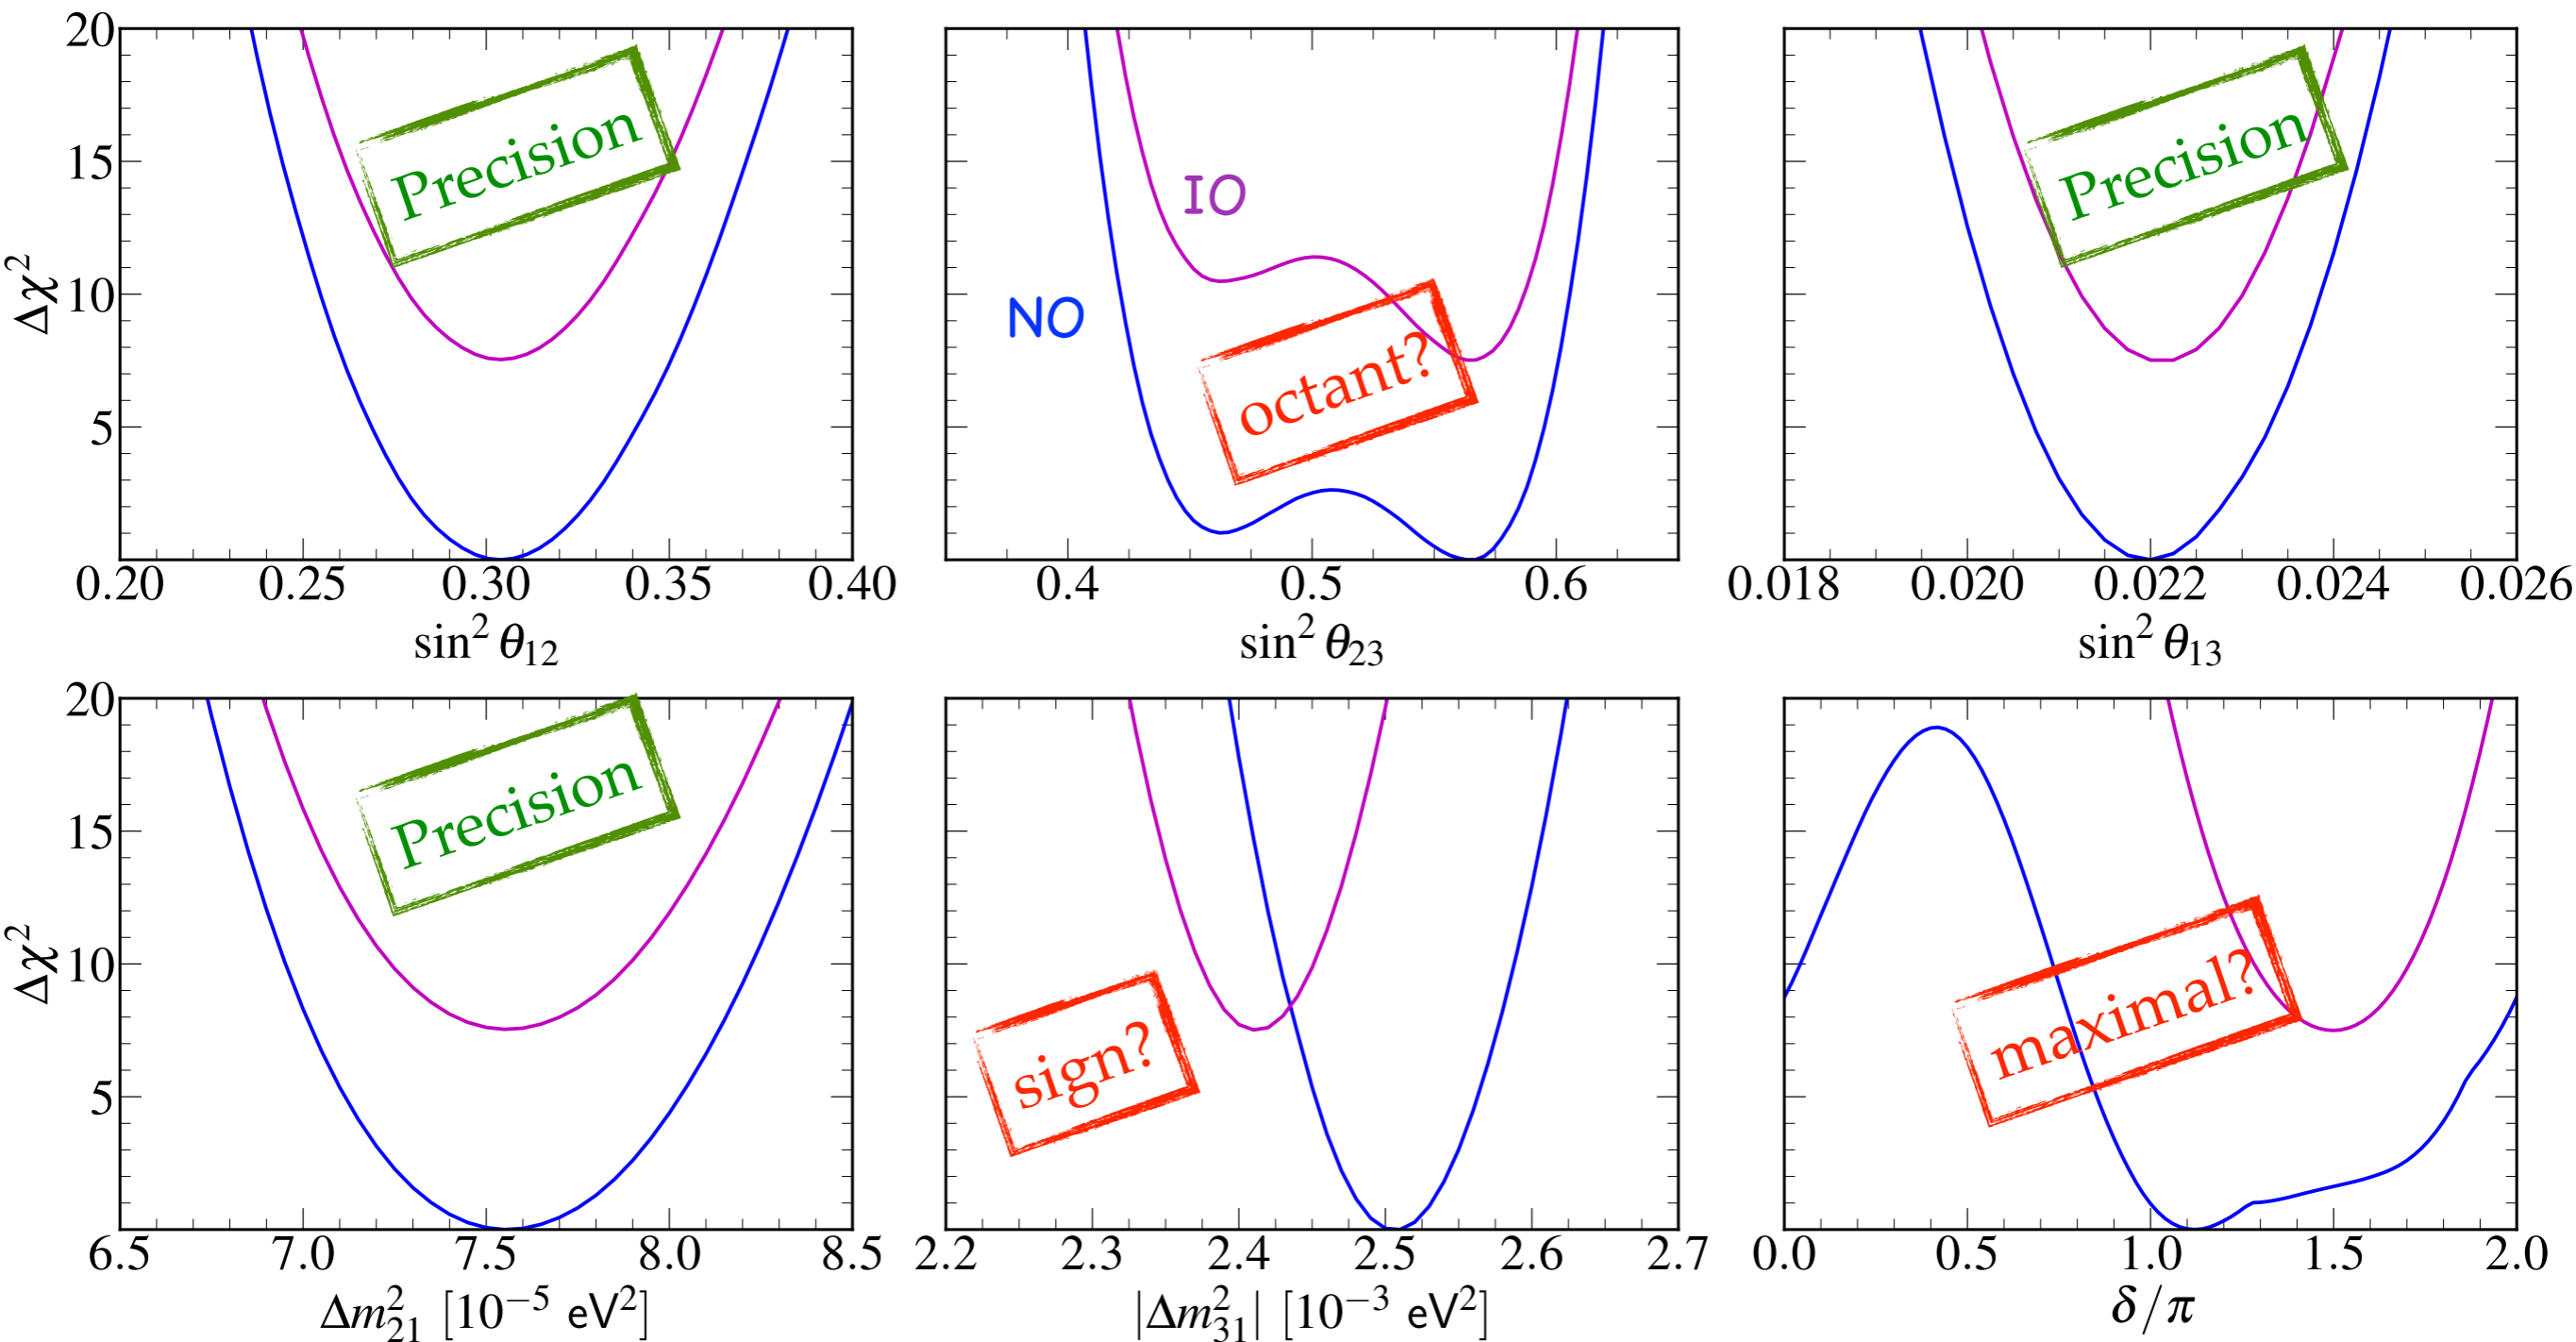 20
15
10
5
Δχ²
Precision
0.20 0.25 0.30 0.35 0.40
sin² θ₁₂
IO
NO
octant?
0.4 0.5 0.6
sin² θ₂₃
Precision
0.018 0.020 0.022 0.024 0.026
sin² θ₁₃
20
15
10
5
Δχ²
Precision
6.5 7.0 7.5 8.0 8.5
Δm²₂₁ [10⁻⁵ eV²]
sign?
2.2 2.3 2.4 2.5 2.6 2.7
|Δm²₃₁| [10⁻³ eV²]
maximal?
0.0 0.5 1.0 1.5 2.0
δ/π